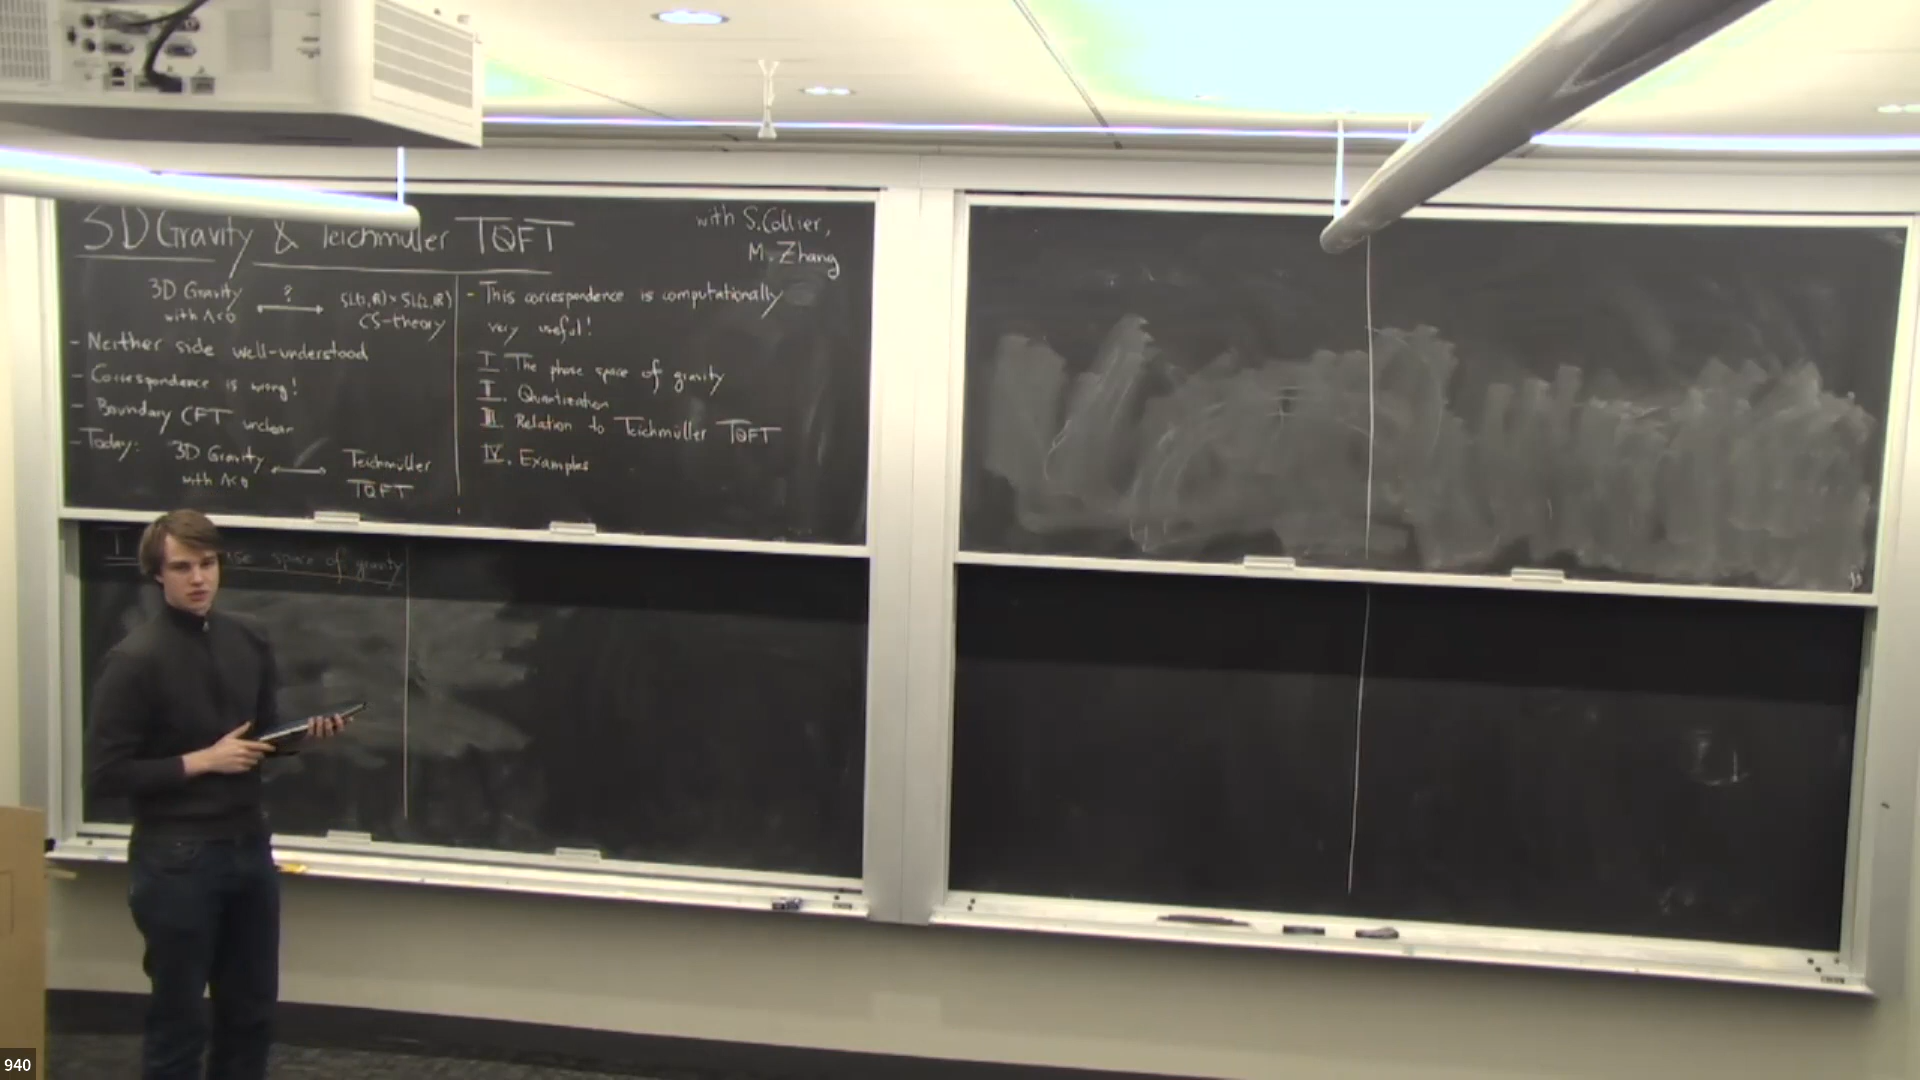 3D Gravity & Teichmüller TQFT
with S. Collier,
M. Zhang
3D Gravity
with Λ<0
?
SL(2,ℝ) × SL(2,ℝ)
CS-theory
- Neither side well-understood
- Correspondence is wrong!
- Boundary CFT unclear
- Today: 3D Gravity
with Λ<0
Teichmüller
TQFT
- This correspondence is computationally
very useful!
I. The phase space of gravity
II. Quantization
III. Relation to Teichmüller TQFT
IV. Examples
I space of gravity
940